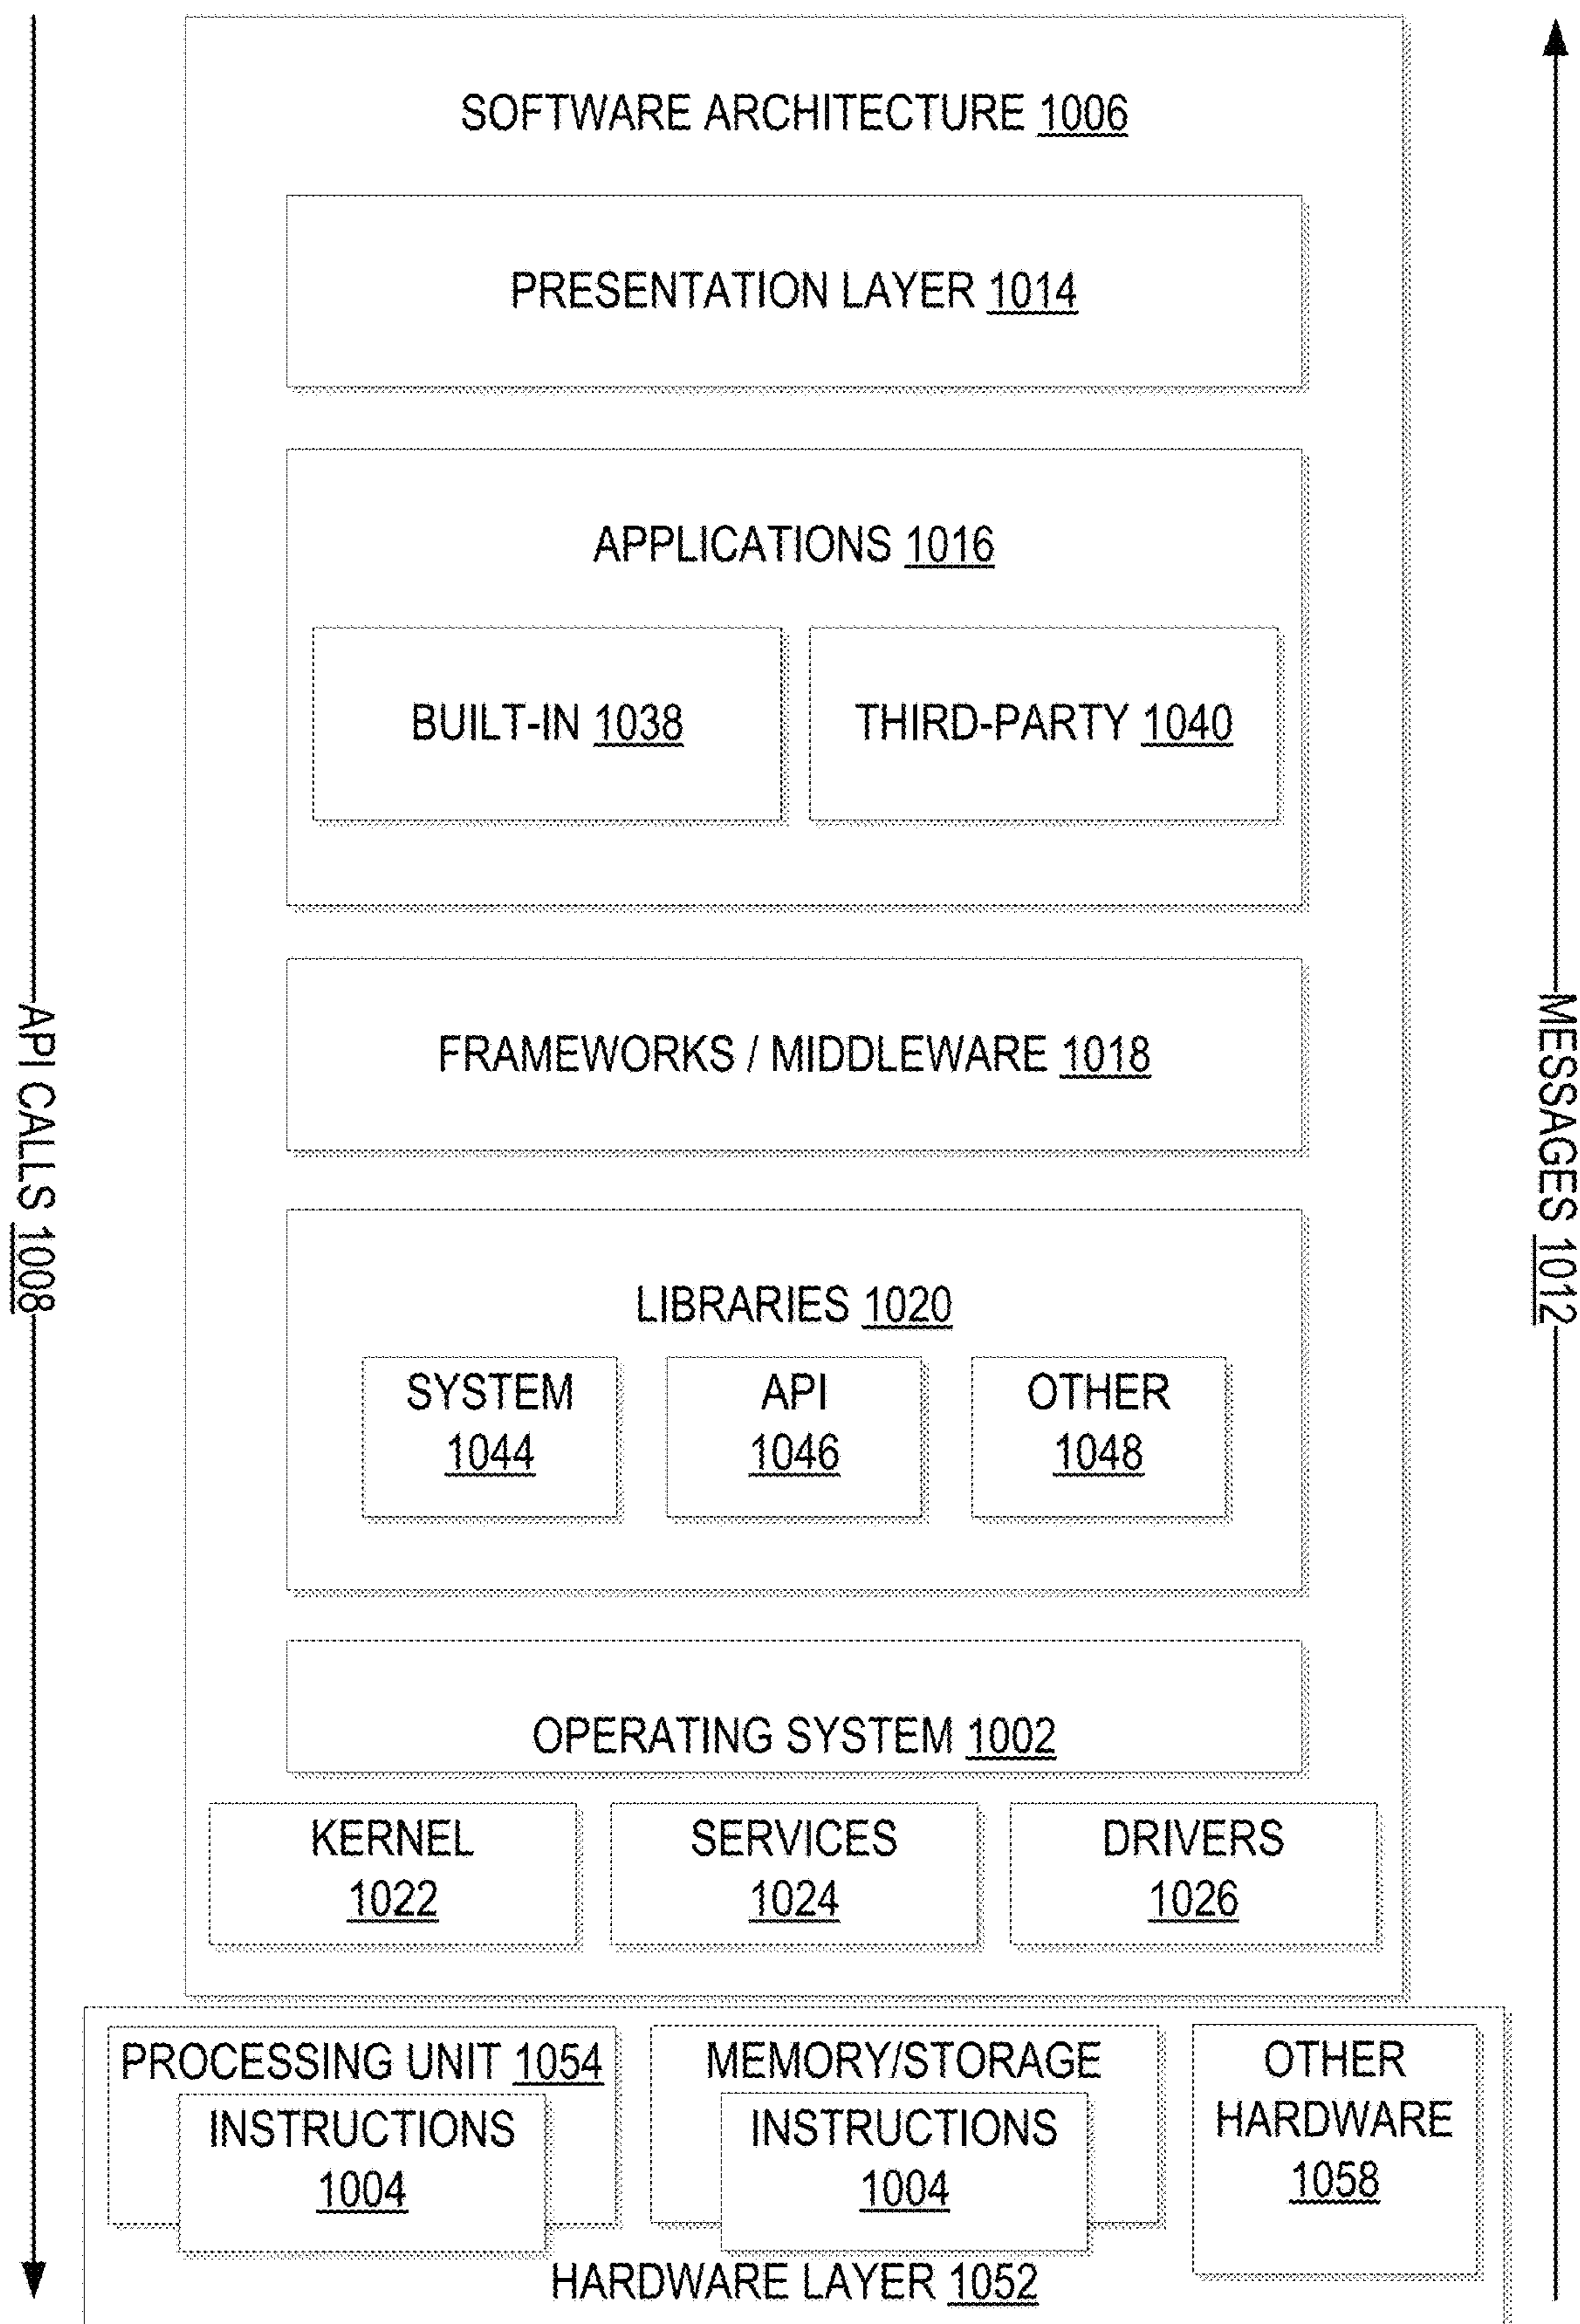 SOFTWARE ARCHITECTURE 1006
PRESENTATION LAYER 1014
APPLICATIONS 1016
BUILT-IN 1038
THIRD-PARTY 1040
FRAMEWORKS / MIDDLEWARE 1018
API CALLS 1008
MESSAGES 1012
LIBRARIES 1020
SYSTEM
1044
API
1046
OTHER
1048
OPERATING SYSTEM 1002
KERNEL
1022
SERVICES
1024
DRIVERS
1026
PROCESSING UNIT 1054
INSTRUCTIONS
1004
MEMORY/STORAGE
INSTRUCTIONS
1004
OTHER
HARDWARE
1058
HARDWARE LAYER 1052